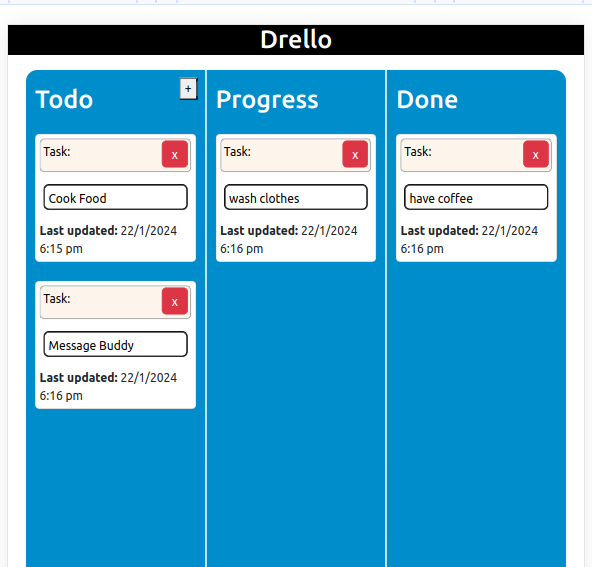 Drello
Todo
+
Task:
x
Cook Food
Last updated: 22/1/2024
6:15 pm
Task:
x
Message Buddy
Last updated: 22/1/2024
6:16 pm
Progress
Task:
x
wash clothes
Last updated: 22/1/2024
6:16 pm
Done
Task:
x
have coffee
Last updated: 22/1/2024
6:16 pm